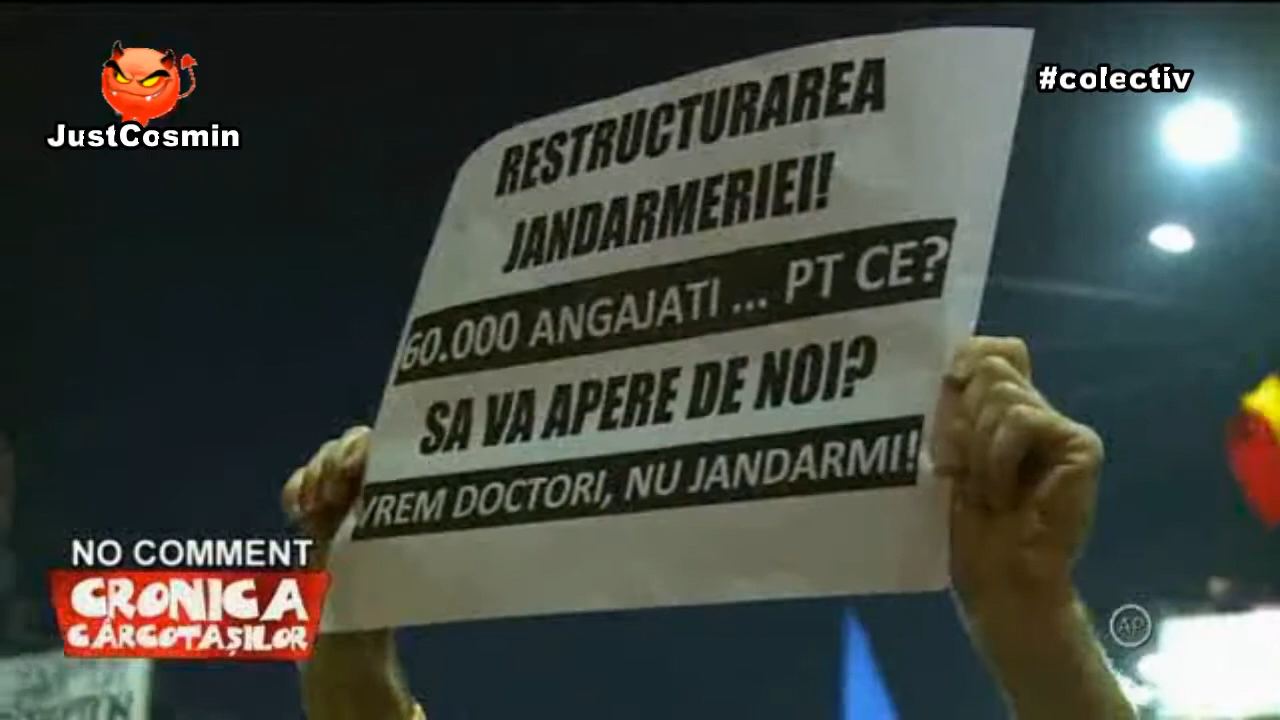 JustCosmin
#colectiv
RESTRUCTURAREA
JANDARMERIEI!
60.000 ANGAJATI ... PT CE?
SA VA APERE DE NOI?
VREM DOCTORI, NU JANDARMI!
NO COMMENT
CRONICA
CÂRCOTAȘILOR
AP